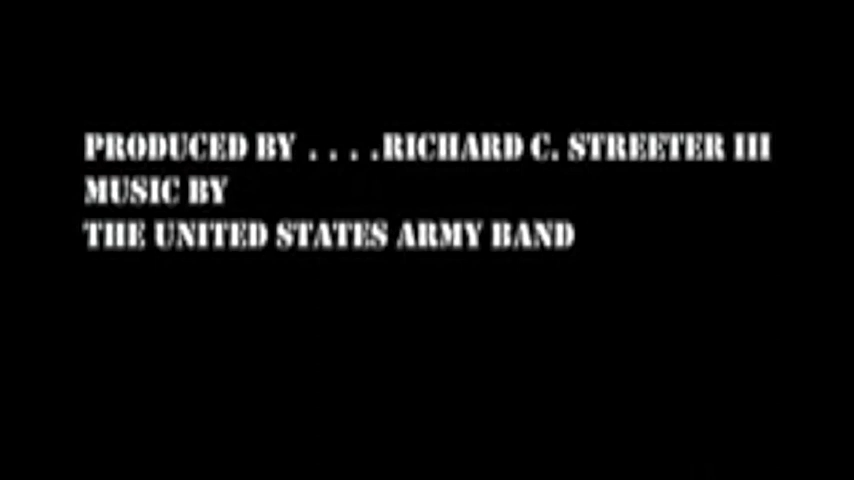 PRODUCED BY . . . .RICHARD C. STREETER III
MUSIC BY
THE UNITED STATES ARMY BAND